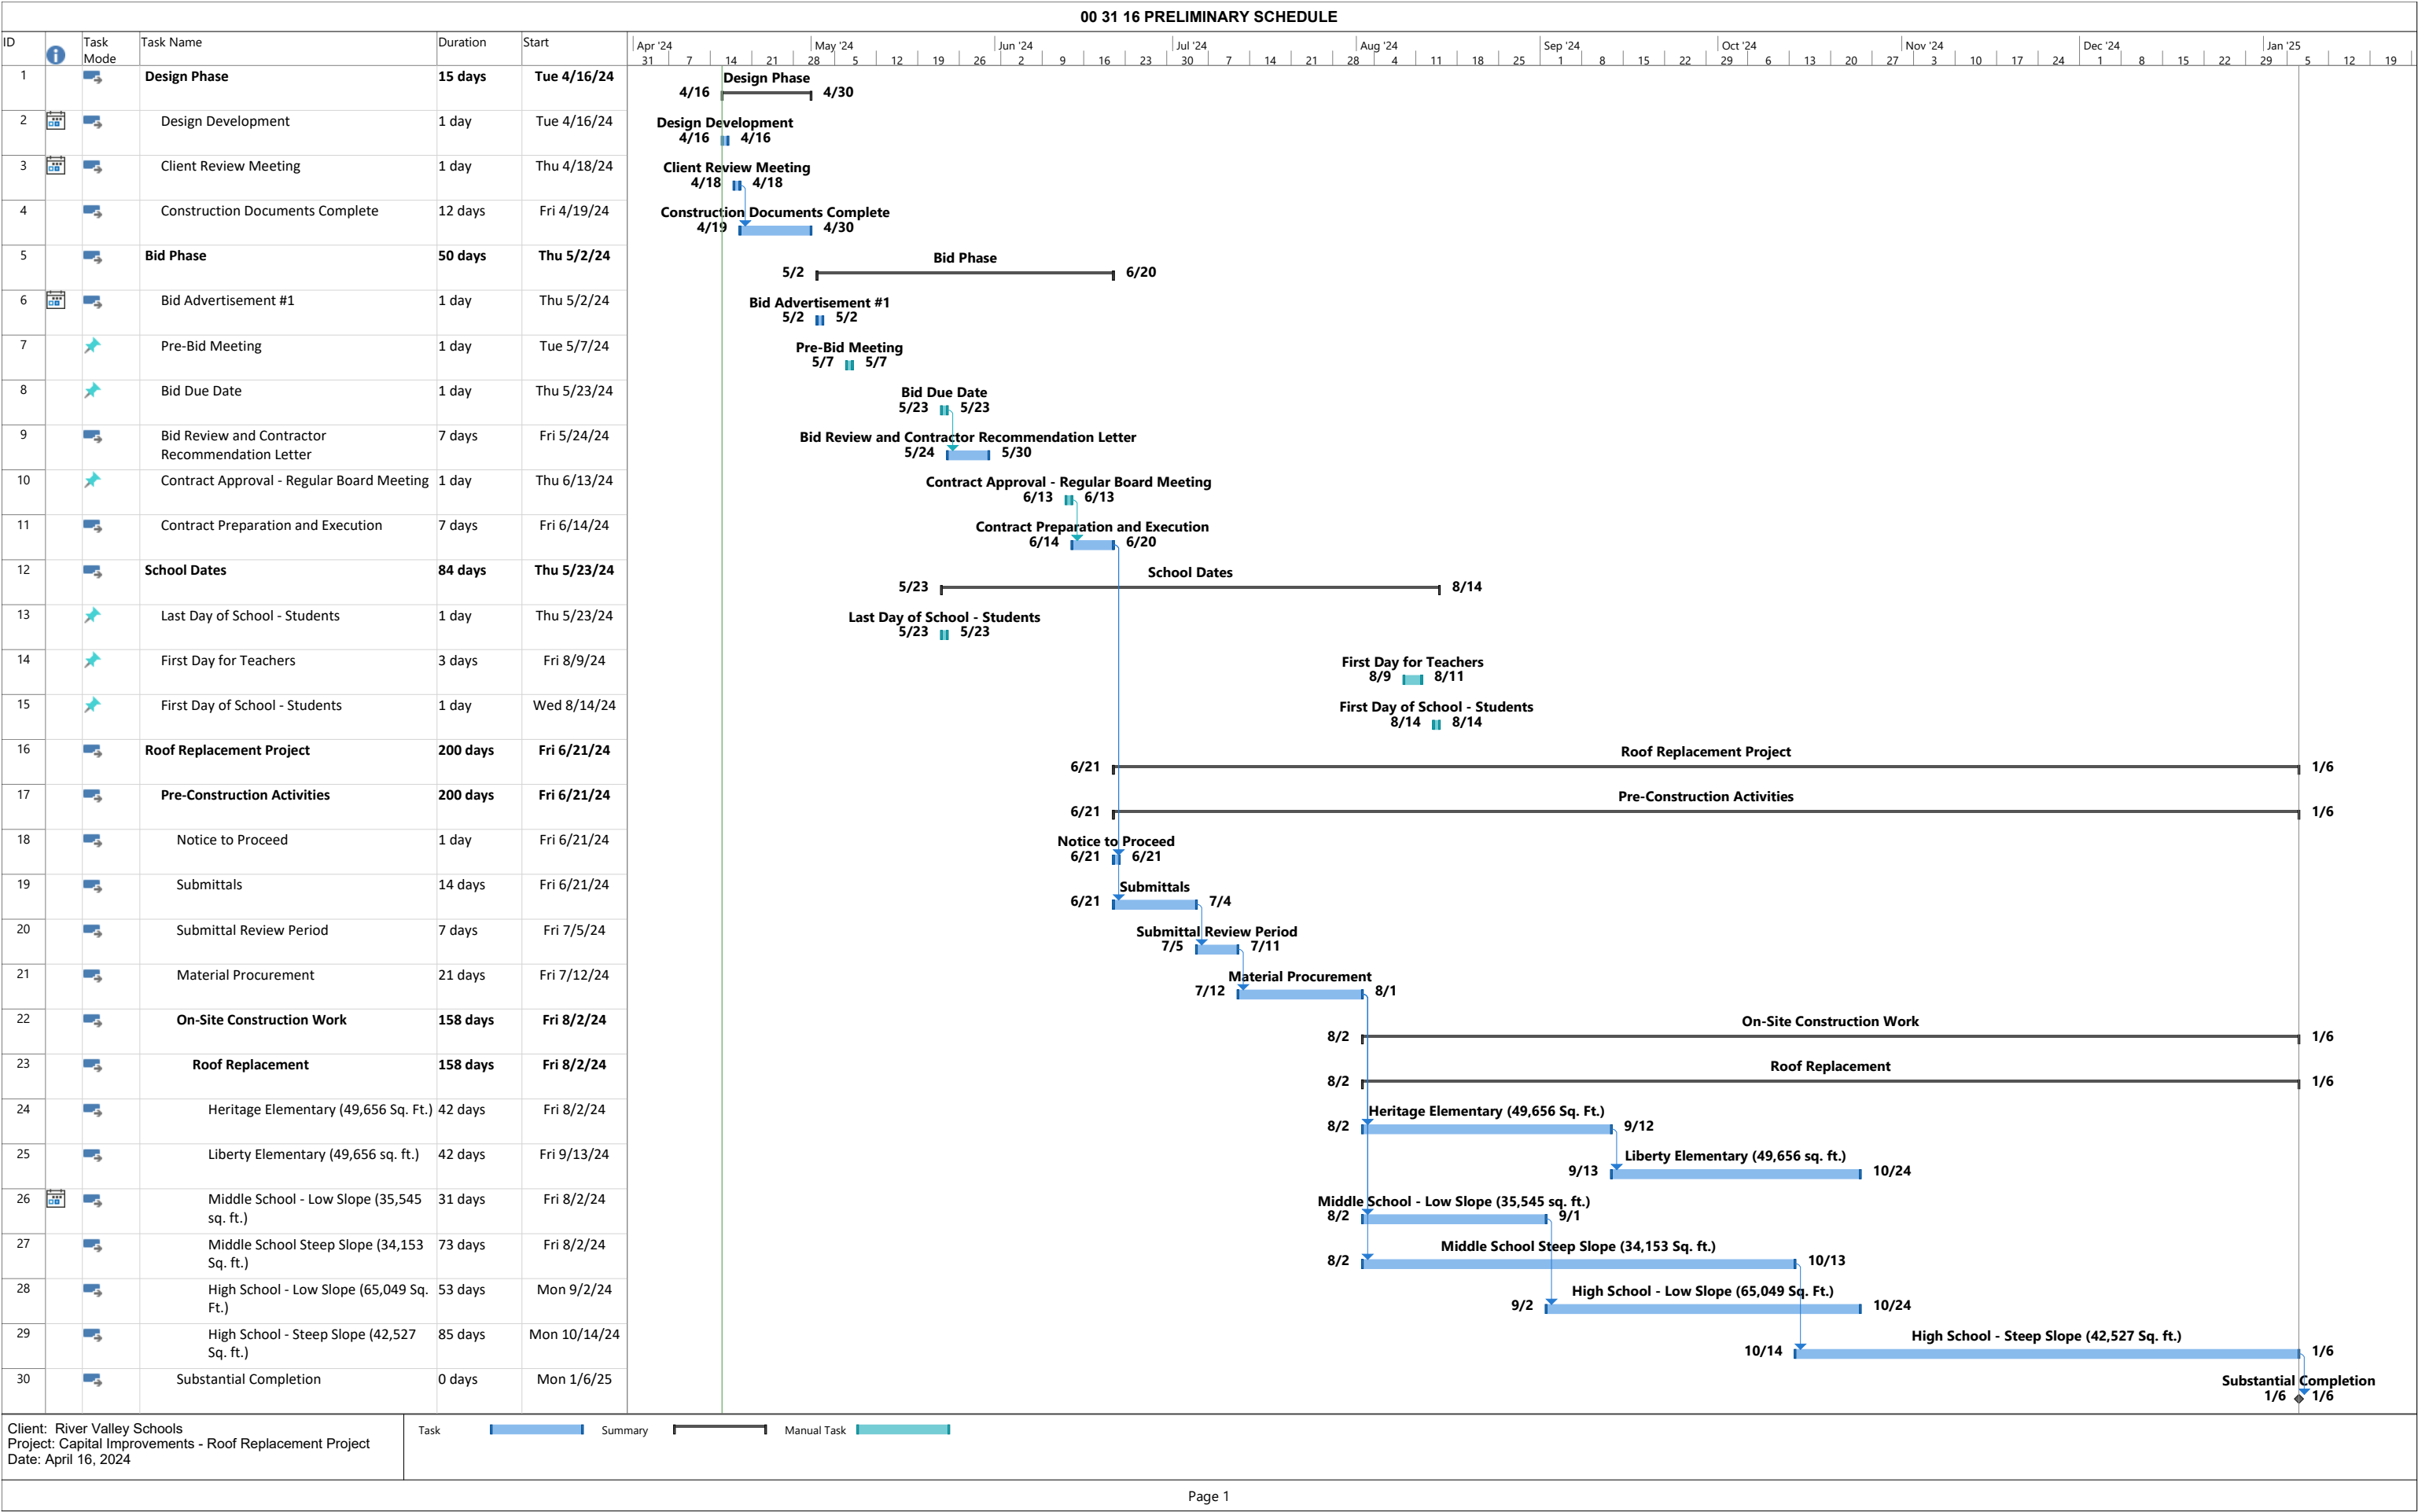 00 31 16 PRELIMINARY SCHEDULE
ID Task Mode Task Name Duration Start
Apr '24 May '24 Jun '24 Jul '24 Aug '24 Sep '24 Oct '24 Nov '24 Dec '24 Jan '25
31 7 14 21 28 5 12 19 26 2 9 16 23 30 7 14 21 28 4 11 18 25 1 8 15 22 29 6 13 20 27 3 10 17 24 1 8 15 22 29 5 12 19
1 Design Phase 15 days Tue 4/16/24
Design Phase
4/16 4/30
2 Design Development 1 day Tue 4/16/24
Design Development
4/16 4/16
3 Client Review Meeting 1 day Thu 4/18/24
Client Review Meeting
4/18 4/18
4 Construction Documents Complete 12 days Fri 4/19/24
Construction Documents Complete
4/19 4/30
5 Bid Phase 50 days Thu 5/2/24
Bid Phase
5/2 6/20
6 Bid Advertisement #1 1 day Thu 5/2/24
Bid Advertisement #1
5/2 5/2
7 Pre-Bid Meeting 1 day Tue 5/7/24
Pre-Bid Meeting
5/7 5/7
8 Bid Due Date 1 day Thu 5/23/24
Bid Due Date
5/23 5/23
9 Bid Review and Contractor 7 days Fri 5/24/24
Recommendation Letter
Bid Review and Contractor Recommendation Letter
5/24 5/30
10 Contract Approval - Regular Board Meeting 1 day Thu 6/13/24
Contract Approval - Regular Board Meeting
6/13 6/13
11 Contract Preparation and Execution 7 days Fri 6/14/24
Contract Preparation and Execution
6/14 6/20
12 School Dates 84 days Thu 5/23/24
School Dates
5/23 8/14
13 Last Day of School - Students 1 day Thu 5/23/24
Last Day of School - Students
5/23 5/23
14 First Day for Teachers 3 days Fri 8/9/24
First Day for Teachers
8/9 8/11
15 First Day of School - Students 1 day Wed 8/14/24
First Day of School - Students
8/14 8/14
16 Roof Replacement Project 200 days Fri 6/21/24
Roof Replacement Project
6/21 1/6
17 Pre-Construction Activities 200 days Fri 6/21/24
Pre-Construction Activities
6/21 1/6
18 Notice to Proceed 1 day Fri 6/21/24
Notice to Proceed
6/21 6/21
19 Submittals 14 days Fri 6/21/24
Submittals
6/21 7/4
20 Submittal Review Period 7 days Fri 7/5/24
Submittal Review Period
7/5 7/11
21 Material Procurement 21 days Fri 7/12/24
Material Procurement
7/12 8/1
22 On-Site Construction Work 158 days Fri 8/2/24
On-Site Construction Work
8/2 1/6
23 Roof Replacement 158 days Fri 8/2/24
Roof Replacement
8/2 1/6
24 Heritage Elementary (49,656 Sq. Ft.) 42 days Fri 8/2/24
Heritage Elementary (49,656 Sq. Ft.)
8/2 9/12
25 Liberty Elementary (49,656 sq. ft.) 42 days Fri 9/13/24
Liberty Elementary (49,656 sq. ft.)
9/13 10/24
26 Middle School - Low Slope (35,545 31 days Fri 8/2/24
sq. ft.)
Middle School - Low Slope (35,545 sq. ft.)
8/2 9/1
27 Middle School Steep Slope (34,153 73 days Fri 8/2/24
Sq. ft.)
Middle School Steep Slope (34,153 Sq. ft.)
8/2 10/13
28 High School - Low Slope (65,049 Sq. 53 days Mon 9/2/24
Ft.)
High School - Low Slope (65,049 Sq. Ft.)
9/2 10/24
29 High School - Steep Slope (42,527 85 days Mon 10/14/24
Sq. ft.)
High School - Steep Slope (42,527 Sq. ft.)
10/14 1/6
30 Substantial Completion 0 days Mon 1/6/25
Substantial Completion
1/6 1/6
Client: River Valley Schools
Project: Capital Improvements - Roof Replacement Project
Date: April 16, 2024
Task Summary Manual Task
Page 1